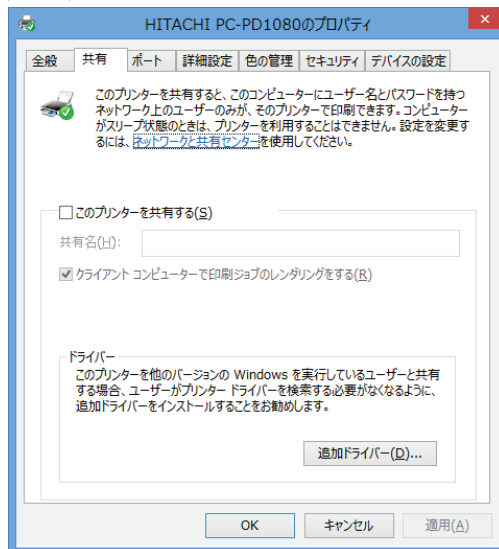 HITACHI PC-PD1080のプロパティ
全般 共有 ポート 詳細設定 色の管理 セキュリティ デバイスの設定
このプリンターを共有すると、このコンピューターにユーザー名とパスワードを持つ
ネットワーク上のユーザーのみが、そのプリンターで印刷できます。コンピューター
がスリープ状態のときは、プリンターを利用することはできません。設定を変更す
るには、ネットワークと共有センターを使用してください。
このプリンターを共有する(S)
共有名(H):
クライアント コンピューターで印刷ジョブのレンダリングをする(R)
ドライバー
このプリンターを他のバージョンの Windows を実行しているユーザーと共有
する場合、ユーザーがプリンター ドライバーを検索する必要がなくなるように、
追加ドライバーをインストールすることをお勧めします。
追加ドライバー(D)...
OK キャンセル 適用(A)